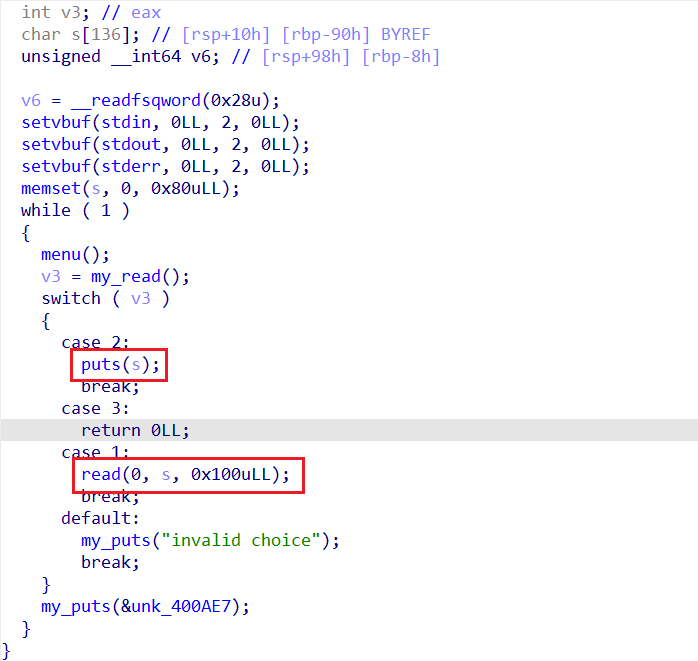 int v3; // eax
char s[136]; // [rsp+10h] [rbp-90h] BYREF
unsigned __int64 v6; // [rsp+98h] [rbp-8h]
v6 = __readfsqword(0x28u);
setvbuf(stdin, 0LL, 2, 0LL);
setvbuf(stdout, 0LL, 2, 0LL);
setvbuf(stderr, 0LL, 2, 0LL);
memset(s, 0, 0x80uLL);
while ( 1 )
{
menu();
v3 = my_read();
switch ( v3 )
{
case 2:
puts(s);
break;
case 3:
return 0LL;
case 1:
read(0, s, 0x100uLL);
break;
default:
my_puts("invalid choice");
break;
}
my_puts(&unk_400AE7);
}
}